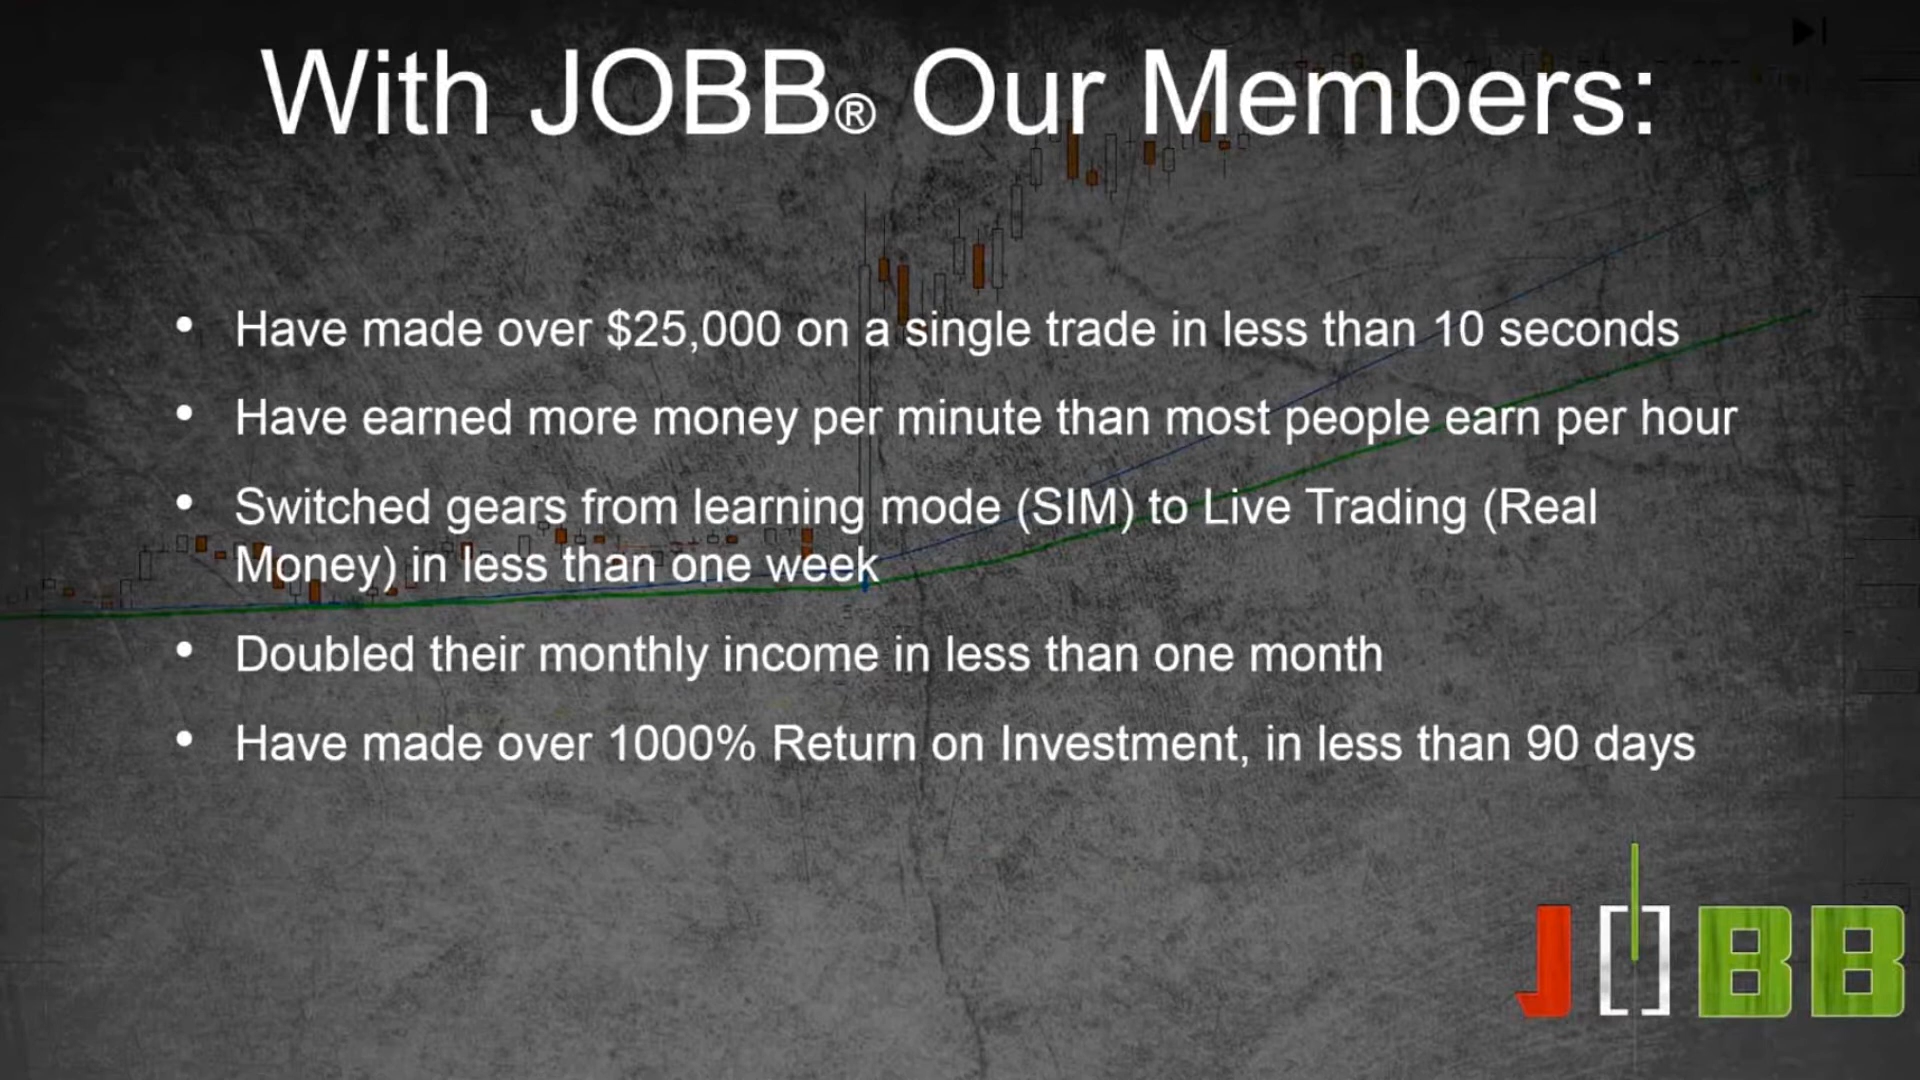 With JOBB® Our Members:
• Have made over $25,000 on a single trade in less than 10 seconds
• Have earned more money per minute than most people earn per hour
• Switched gears from learning mode (SIM) to Live Trading (Real
Money) in less than one week
• Doubled their monthly income in less than one month
• Have made over 1000% Return on Investment, in less than 90 days
JOBB